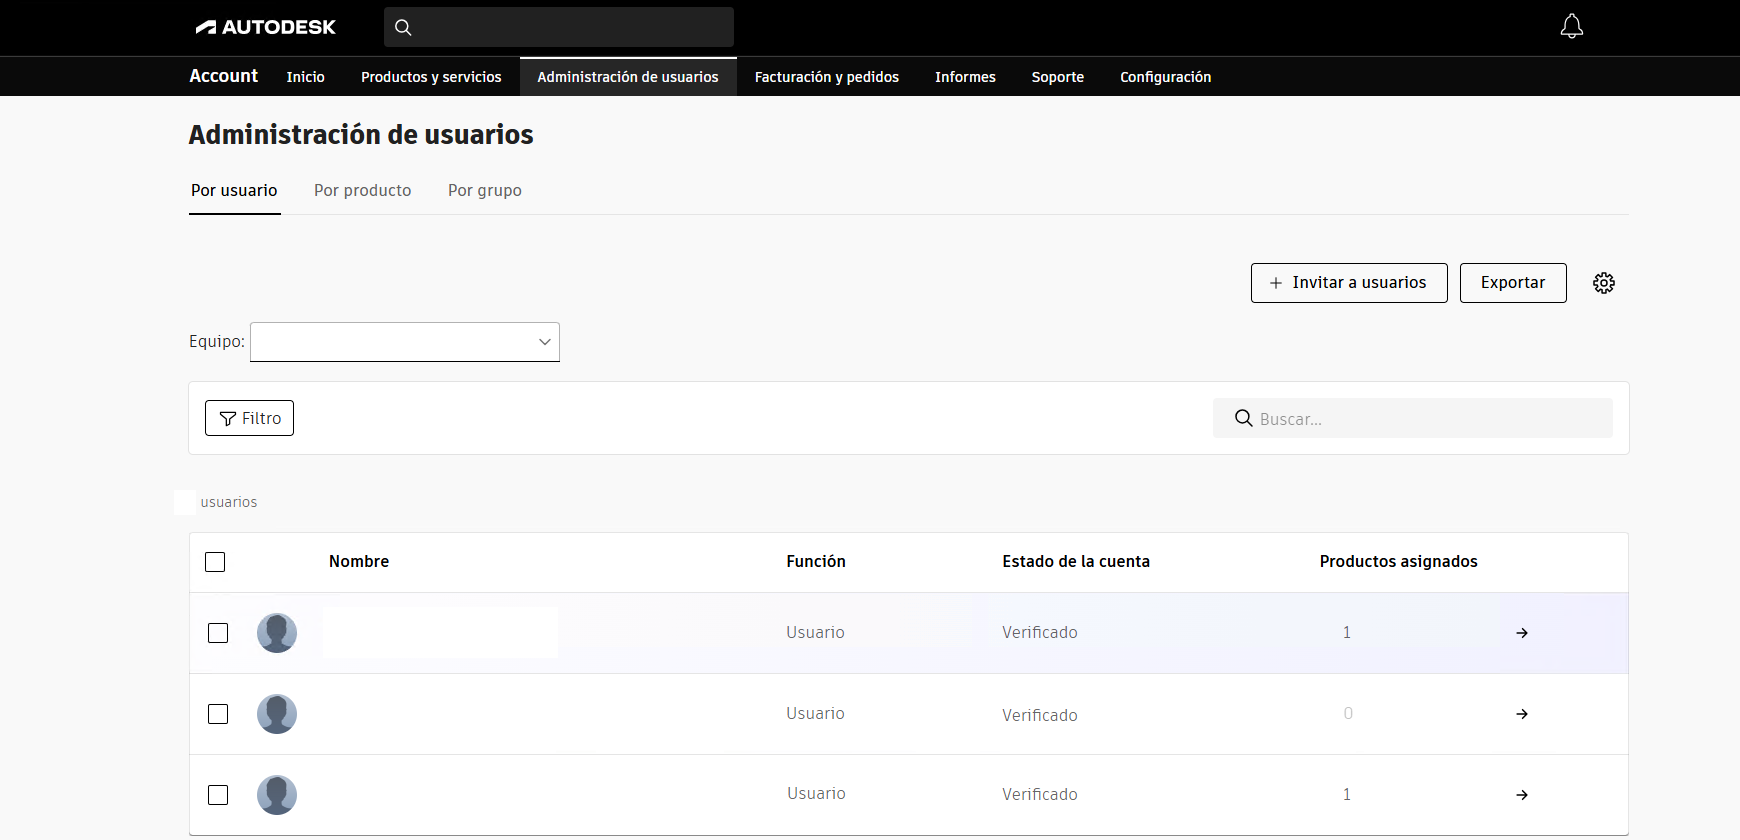 AUTODESK
Account Inicio Productos y servicios Administración de usuarios Facturación y pedidos Informes Soporte Configuración
Administración de usuarios
Por usuario Por producto Por grupo
Invitar a usuarios Exportar
Equipo:
Filtro Buscar...
usuarios
Nombre Función Estado de la cuenta Productos asignados
Usuario Verificado 1
Usuario Verificado 0
Usuario Verificado 1